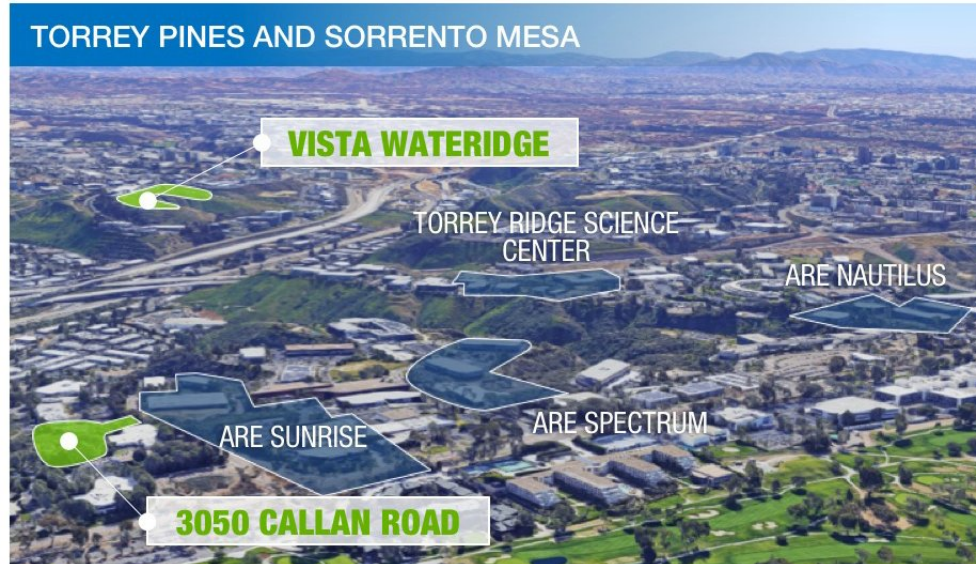 TORREY PINES AND SORRENTO MESA
VISTA WATERIDGE
TORREY RIDGE SCIENCE
CENTER
ARE NAUTILUS
ARE SPECTRUM
ARE SUNRISE
3050 CALLAN ROAD